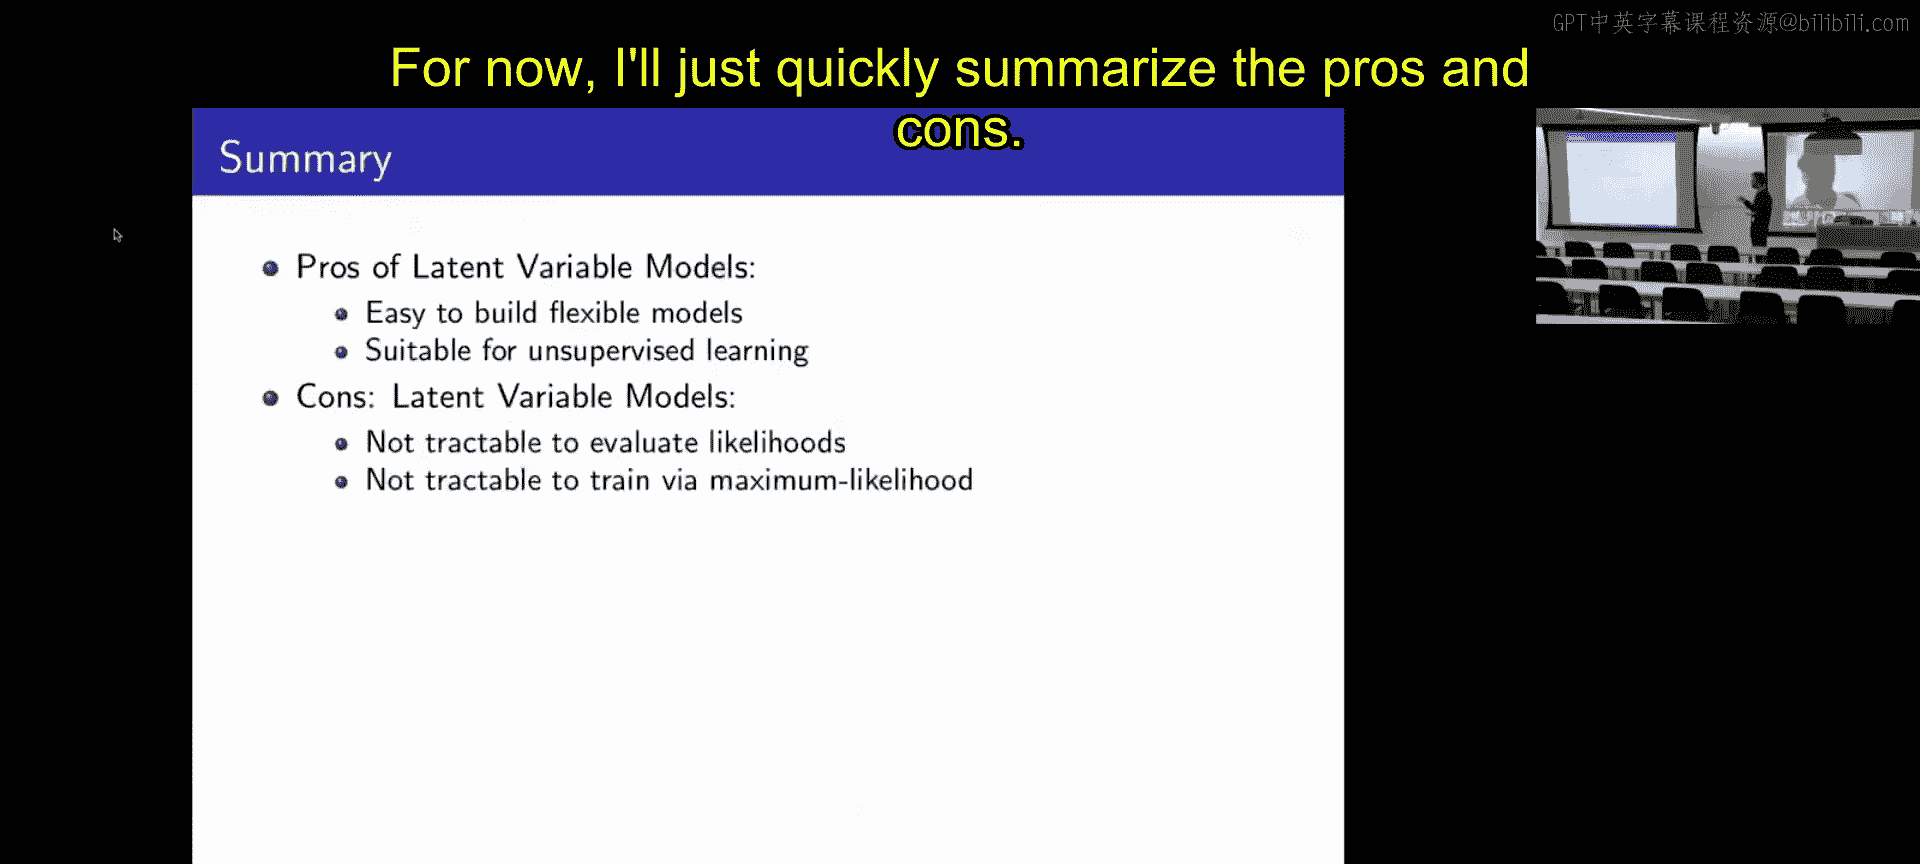 GPT中英字幕课程资源@bilibili.com
For now, I'll just quickly summarize the pros and
cons.
Summary
Pros of Latent Variable Models:
Easy to build flexible models
Suitable for unsupervised learning
Cons: Latent Variable Models:
Not tractable to evaluate likelihoods
Not tractable to train via maximum-likelihood